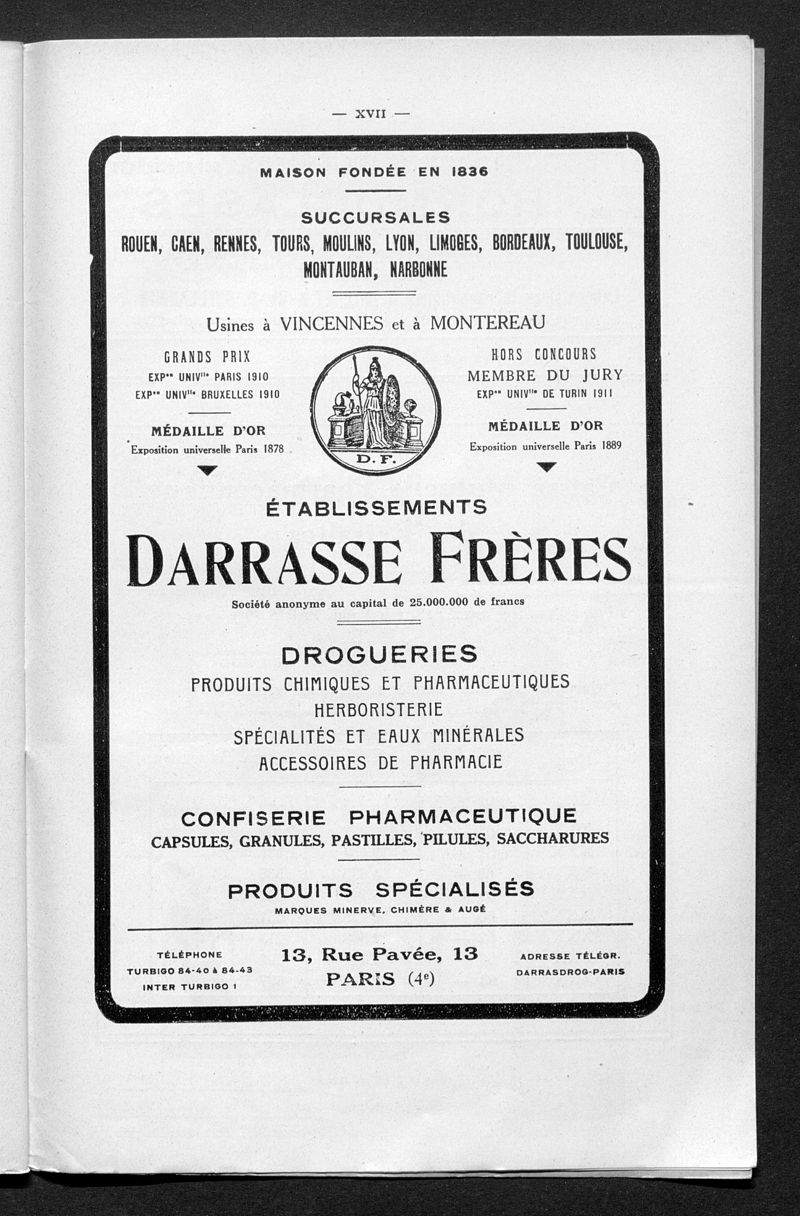 — XVII —
MAISON FONDÉE EN 1836
SUCCURSALES
ROUEN, CAEN, RENNES, TOURS, MOULINS, LYON, LIMOGES, BORDEAUX, TOULOUSE,
MONTAUBAN, NARBONNE
Usines à VINCENNES et à MONTEREAU
GRANDS PRIX
EXPᵒⁿ UNIVˡˡᵉ PARIS 1910
EXPᵒⁿ UNIVˡˡᵉ BRUXELLES 1910
MÉDAILLE D'OR
Exposition universelle Paris 1878
D. F.
HORS CONCOURS
MEMBRE DU JURY
EXPᵒⁿ UNIVˡˡᵉ DE TURIN 1911
MÉDAILLE D'OR
Exposition universelle Paris 1889
ÉTABLISSEMENTS
DARRASSE FRÈRES
Société anonyme au capital de 25.000.000 de francs
DROGUERIES
PRODUITS CHIMIQUES ET PHARMACEUTIQUES
HERBORISTERIE
SPÉCIALITÉS ET EAUX MINÉRALES
ACCESSOIRES DE PHARMACIE
CONFISERIE PHARMACEUTIQUE
CAPSULES, GRANULES, PASTILLES, PILULES, SACCHARURES
PRODUITS SPÉCIALISÉS
MARQUES MINERVE, CHIMÈRE & AUGÉ
TÉLÉPHONE
TURBIGO 84-40 à 84-43
INTER TURBIGO 1
13, Rue Pavée, 13
PARIS (4ᵉ)
ADRESSE TÉLÉGR.
DARRASDROG-PARIS